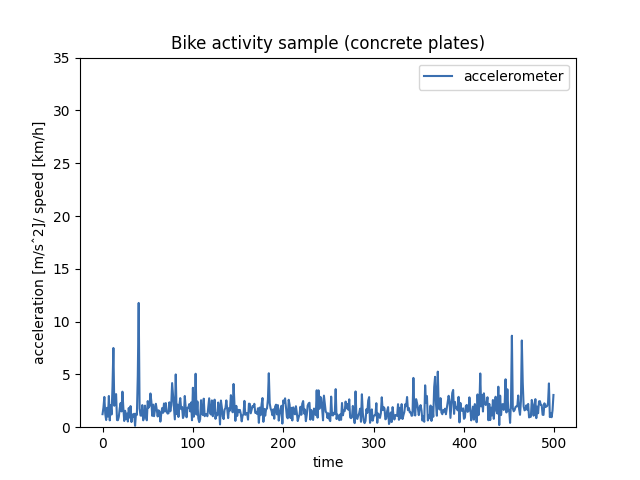 Bike activity sample (concrete plates)
accelerometer
acceleration [m/sˆ2]/ speed [km/h]
35
30
25
20
15
10
5
0
0 100 200 300 400 500
time